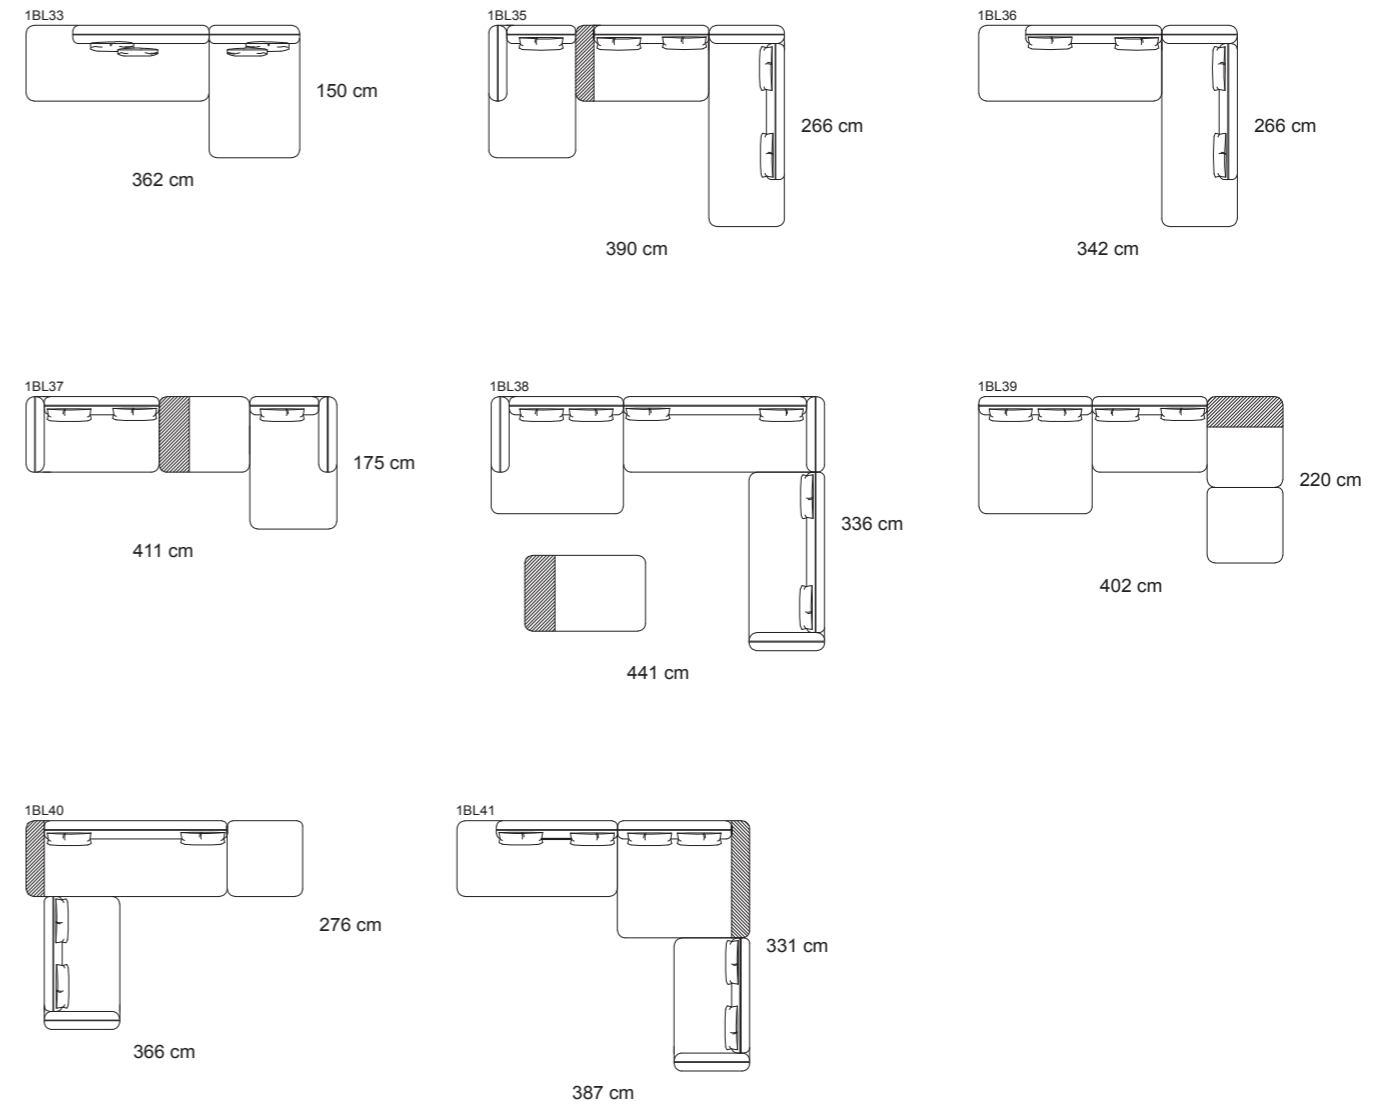 1BL33
150 cm
362 cm
1BL35
266 cm
390 cm
1BL36
266 cm
342 cm
1BL37
175 cm
411 cm
1BL38
336 cm
441 cm
1BL39
220 cm
402 cm
1BL40
276 cm
366 cm
1BL41
331 cm
387 cm